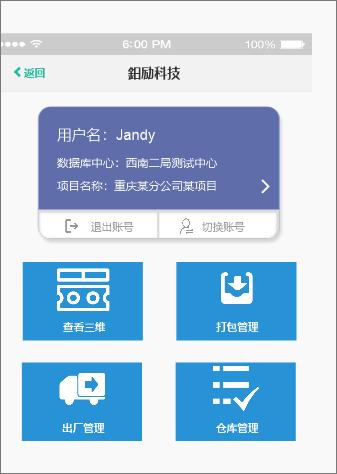 6:00 PM
100%
返回
鉬励科技
用户名：Jandy
数据库中心：西南二局测试中心
项目名称：重庆某分公司某项目
退出账号
切换账号
查看三维
打包管理
出厂管理
仓库管理